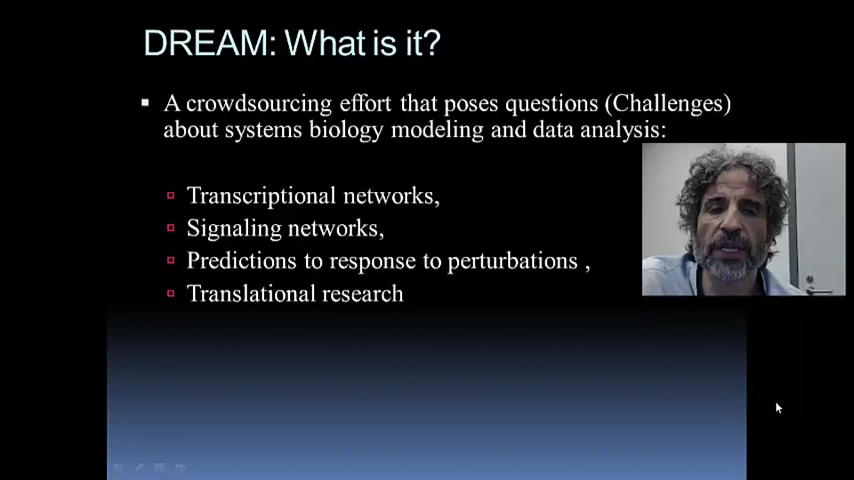 DREAM: What is it?
A crowdsourcing effort that poses questions (Challenges)
about systems biology modeling and data analysis:
Transcriptional networks,
Signaling networks,
Predictions to response to perturbations ,
Translational research